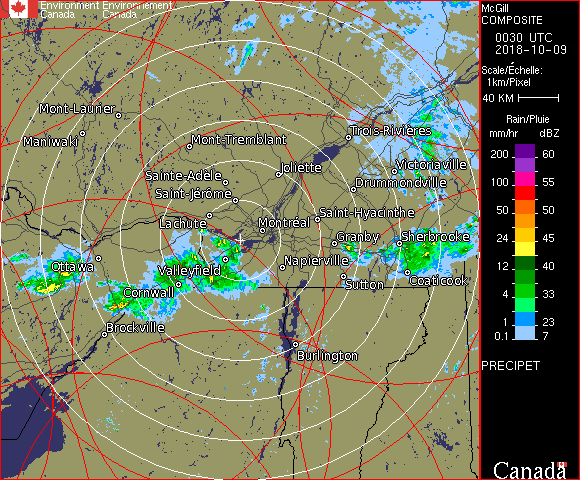 Environment Environnement
Canada Canada
McGill
COMPOSITE
0030 UTC
2018-10-09
Scale/Échelle:
1km/Pixel
40 KM
Rain/Pluie
mm/hr dBZ
200 60
100 55
50 50
24 45
12 40
4 33
1 23
0.1 7
PRECIPET
Canada
Mont-Laurier
Maniwaki
Mont-Tremblant
Trois-Rivières
Victoriaville
Joliette
Sainte-Adèle
Drummondville
Saint-Jérôme
Saint-Hyacinthe
Lachute
Montréal
Granby
Sherbrooke
Ottawa
Valleyfield
Napierville
Sutton
Coaticook
Cornwall
Brockville
Burlington